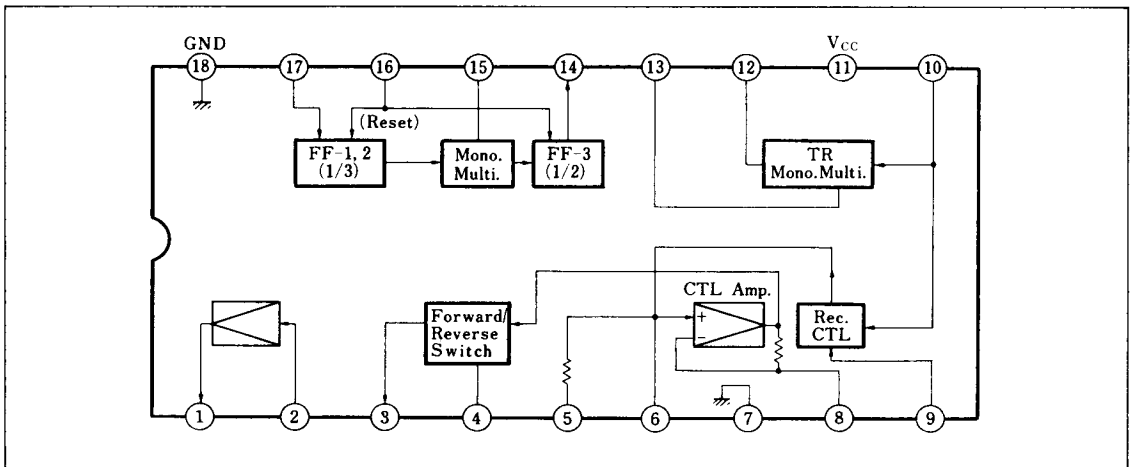 GND
VCC
18
17
16
15
14
13
12
11
10
(Reset)
FF-1, 2
(1/3)
Mono.
Multi.
FF-3
(1/2)
TR
Mono.Multi.
CTL Amp.
Forward/
Reverse
Switch
+
−
Rec.
CTL
1
2
3
4
5
6
7
8
9